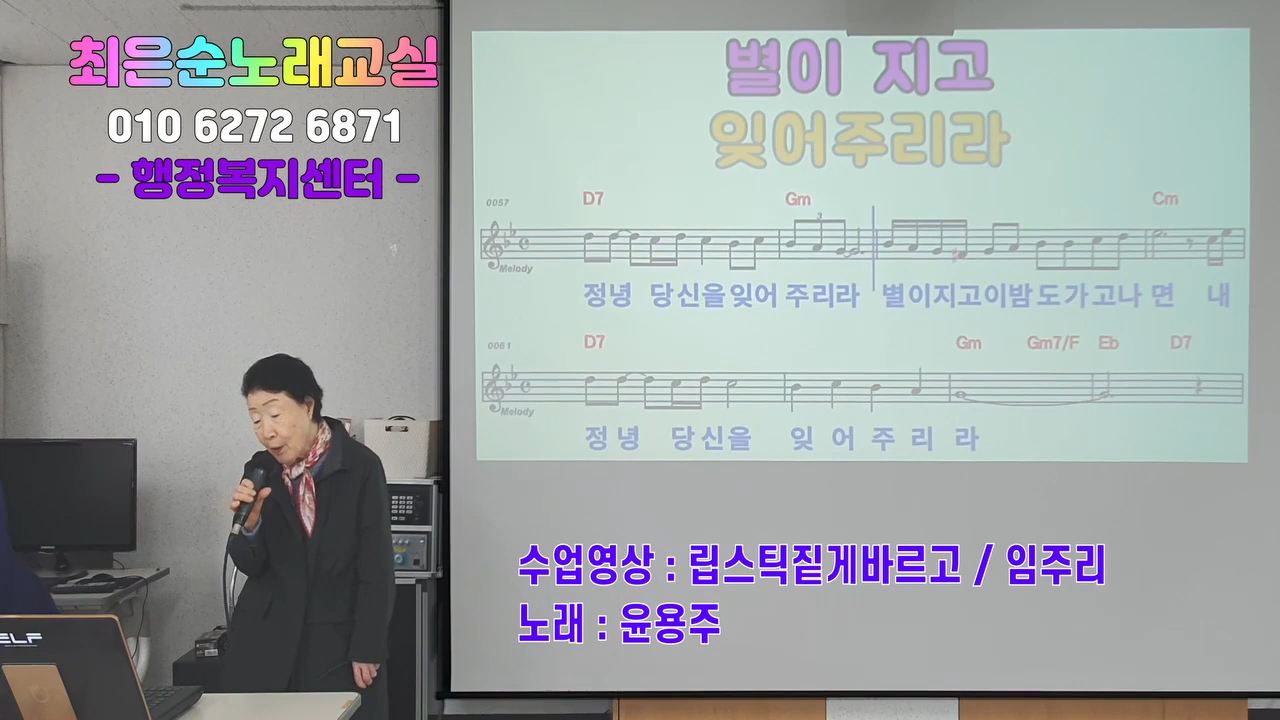 최은순노래교실
010 6272 6871
- 행정복지센터 -
별이 지고
잊어주리라
0057 D7 Gm Cm
3
Melody
정녕 당신을잊어 주리라 별이지고이밤도가고나 면 내
0061 D7 Gm Gm7/F Eb D7
Melody
정녕 당신을 잊 어 주 리 라
수업영상 : 립스틱짙게바르고 / 임주리
노래 : 윤용주
ELF